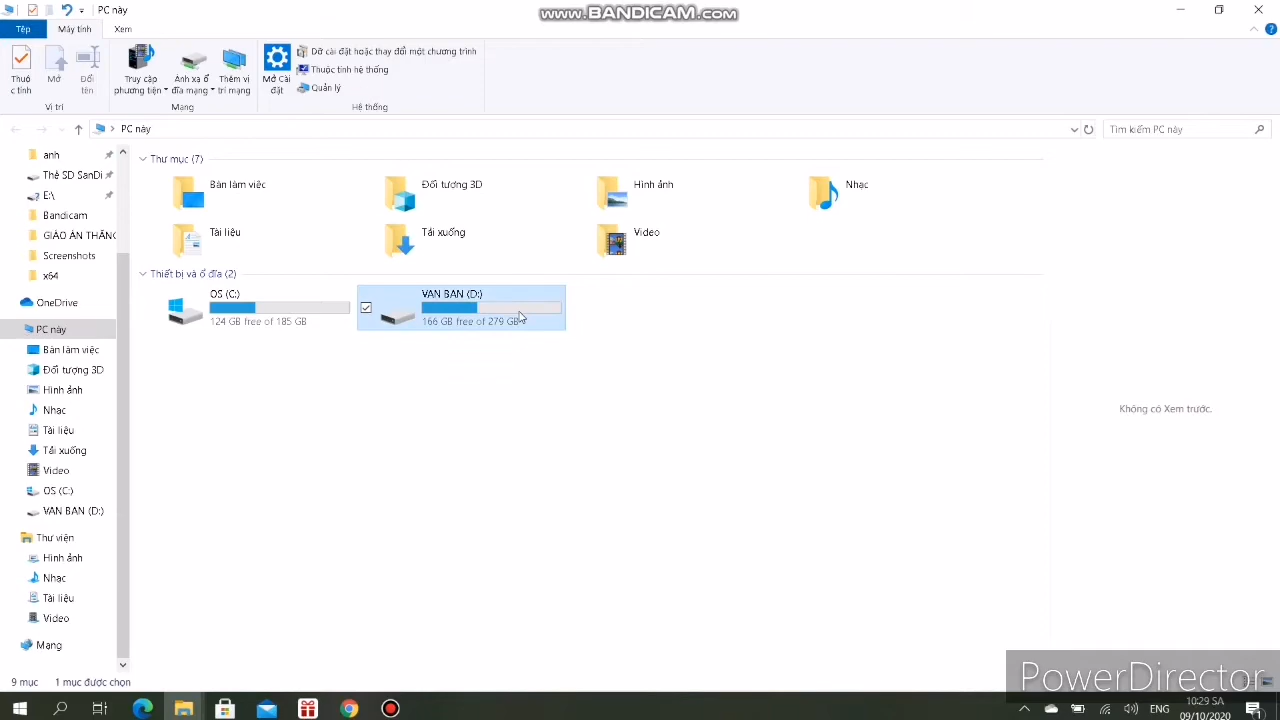 PC này
www.BANDICAM.com
Tệp
Máy tính
Xem
Thuộ
c tính
Mở
Đổi
tên
Truy cập
phương tiện
Ánh xạ ổ
đĩa mạng
Thêm vị
trí mạng
Mở Cài
đặt
Dỡ cài đặt hoặc thay đổi một chương trình
Thuộc tính hệ thống
Quản lý
Vị trí
Mạng
Hệ thống
PC này
Tìm kiếm PC này
anh
Thẻ SD SanDi
E:\
Bandicam
GIÁO ÁN THÁNG
Screenshots
x64
OneDrive
PC này
Bàn làm việc
Đối tượng 3D
Hình ảnh
Nhạc
Tài liệu
Tải xuống
Video
OS (C:)
VAN BAN (D:)
Thư viện
Hình ảnh
Nhạc
Tài liệu
Video
Mạng
Thư mục (7)
Bàn làm việc
Đối tượng 3D
Hình ảnh
Nhạc
Tài liệu
Tải xuống
Video
Thiết bị và ổ đĩa (2)
OS (C:)
124 GB free of 185 GB
VAN BAN (D:)
166 GB free of 279 GB
Không có Xem trước.
9 mục
1 mục được chọn
PowerDirector
ENG
10:29 SA
09/10/2020